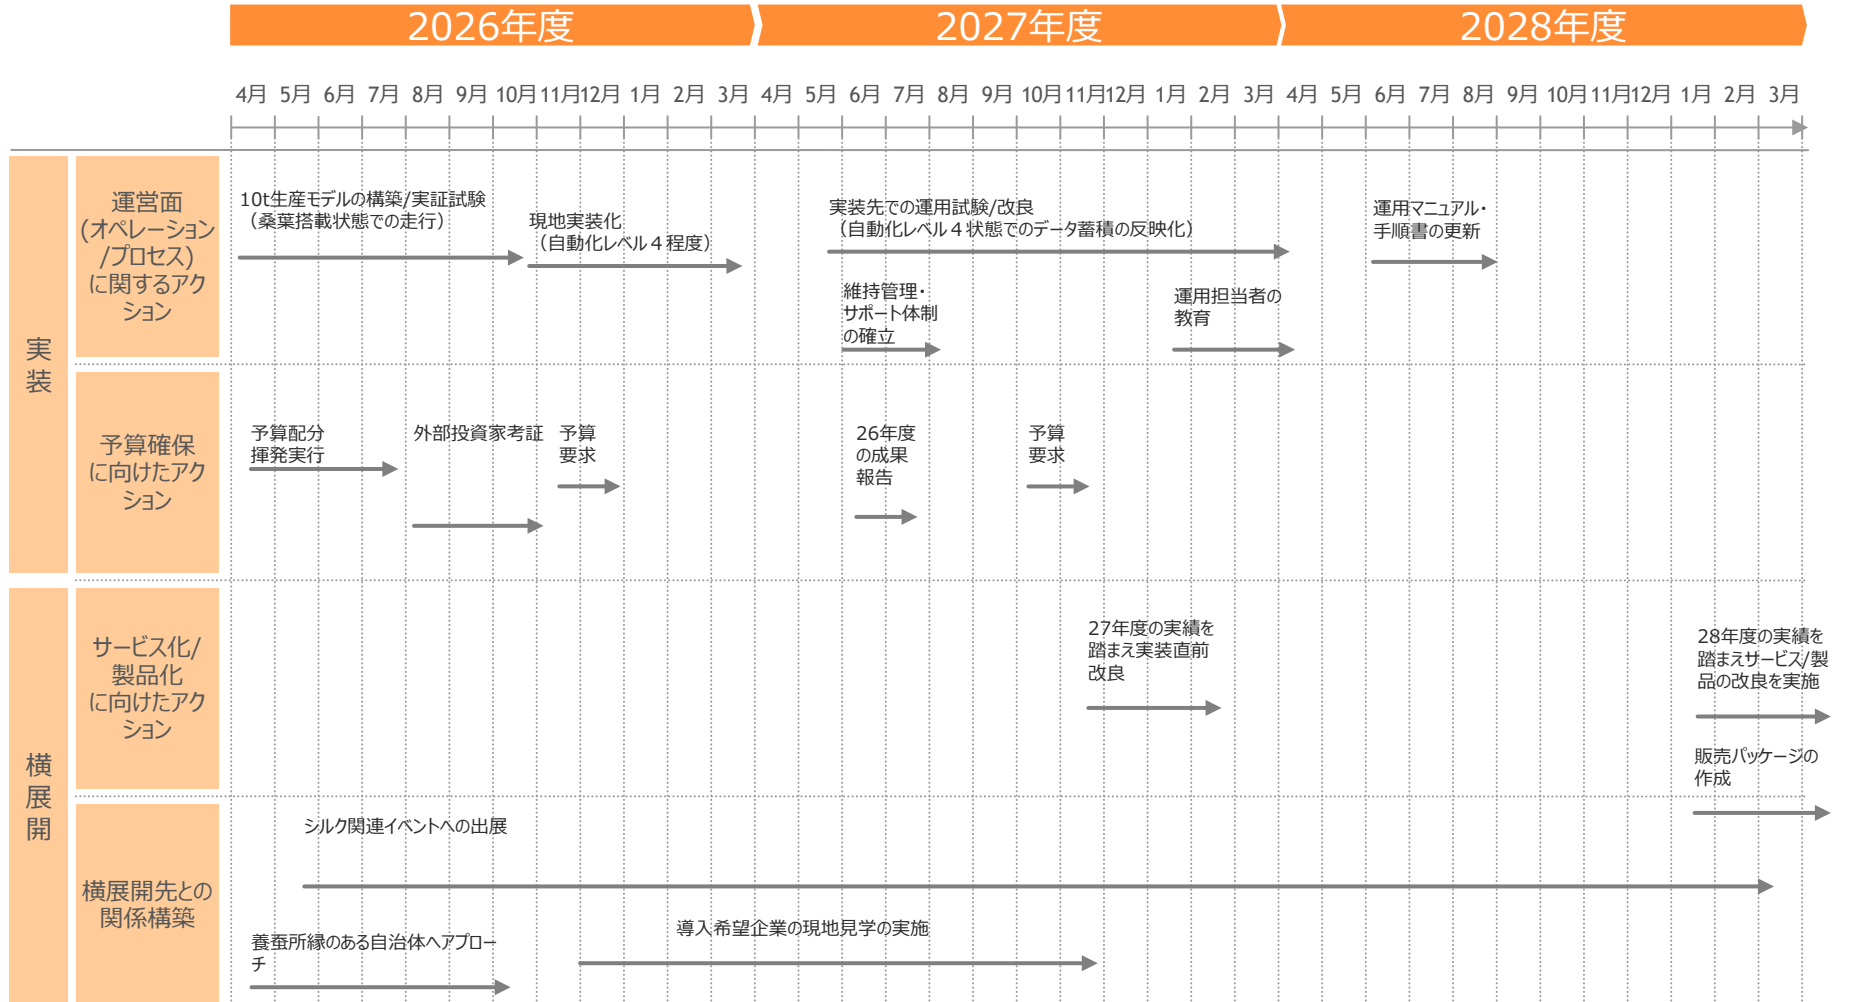 2026年度
2027年度
2028年度
4月 5月 6月 7月 8月 9月 10月 11月 12月 1月 2月 3月 4月 5月 6月 7月 8月 9月 10月 11月 12月 1月 2月 3月 4月 5月 6月 7月 8月 9月 10月 11月 12月 1月 2月 3月
実
装
運営面
(オペレーション
/プロセス)
に関するアク
ション
10t生産モデルの構築/実証試験
（桑葉搭載状態での走行）
現地実装化
（自動化レベル４程度）
実装先での運用試験/改良
（自動化レベル４状態でのデータ蓄積の反映化）
維持管理・
サポート体制
の確立
運用担当者の
教育
運用マニュアル・
手順書の更新
予算確保
に向けたアク
ション
予算配分
揮発実行
外部投資家考証
予算
要求
26年度
の成果
報告
予算
要求
横
展
開
サービス化/
製品化
に向けたアク
ション
27年度の実績を
踏まえ実装直前
改良
28年度の実績を
踏まえサービス/製
品の改良を実施
販売パッケージの
作成
横展開先との
関係構築
シルク関連イベントへの出展
養蚕所縁のある自治体へアプロー
チ
導入希望企業の現地見学の実施